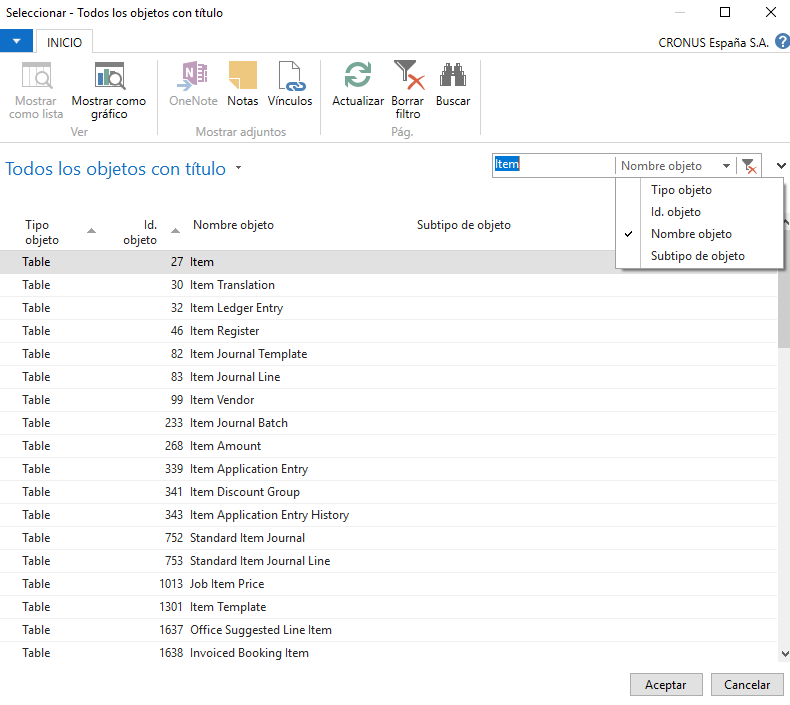 Seleccionar - Todos los objetos con título
INICIO
CRONUS España S.A.
?
Mostrar como lista
Mostrar como gráfico
OneNote
Notas
Vínculos
Actualizar
Borrar filtro
Buscar
Ver
Mostrar adjuntos
Pág.
Todos los objetos con título
Item
Nombre objeto
Tipo objeto
Id. objeto
Nombre objeto
Subtipo de objeto
Tipo objeto
Id. objeto
Nombre objeto
Subtipo de objeto
Table 27 Item
Table 30 Item Translation
Table 32 Item Ledger Entry
Table 46 Item Register
Table 82 Item Journal Template
Table 83 Item Journal Line
Table 99 Item Vendor
Table 233 Item Journal Batch
Table 268 Item Amount
Table 339 Item Application Entry
Table 341 Item Discount Group
Table 343 Item Application Entry History
Table 752 Standard Item Journal
Table 753 Standard Item Journal Line
Table 1013 Job Item Price
Table 1301 Item Template
Table 1637 Office Suggested Line Item
Table 1638 Invoiced Booking Item
Aceptar
Cancelar